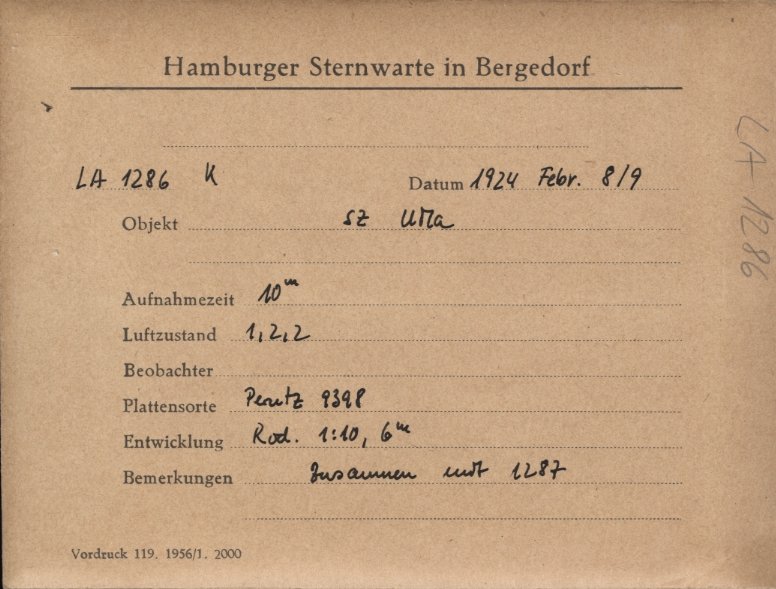 Hamburger Sternwarte in Bergedorf
LA 1286 K Datum 1924 Febr. 8/9
Objekt SZ UMa
Aufnahmezeit 10m
Luftzustand 1,2,2
Beobachter
Plattensorte Perutz 9398
Entwicklung Rod. 1:10, 6m
Bemerkungen Zusammen mit 1287
Vordruck 119. 1956/1. 2000
LA 1286